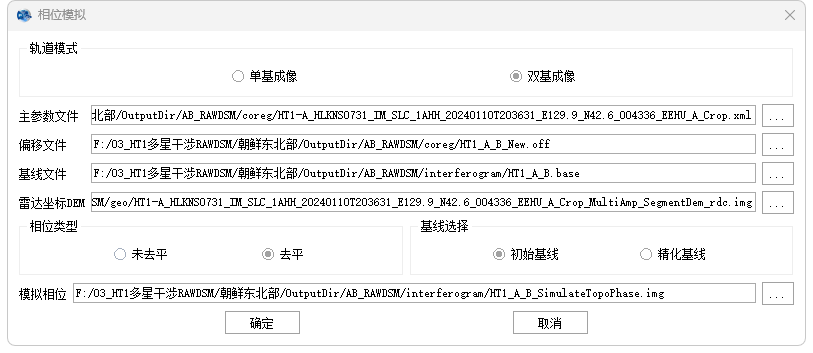 相位模拟
轨道模式
单基成像 双基成像
主参数文件 北部/OutputDir/AB_RAWDSM/coreg/HT1-A_HLKNS0731_IM_SLC_1AHH_20240110T203631_E129.9_N42.6_004336_EEHU_A_Crop.xml ...
偏移文件 F:/03_HT1多星干涉RAWDSM/朝鲜东北部/OutputDir/AB_RAWDSM/coreg/HT1_A_B_New.off ...
基线文件 F:/03_HT1多星干涉RAWDSM/朝鲜东北部/OutputDir/AB_RAWDSM/interferogram/HT1_A_B.base ...
雷达坐标DEM SM/geo/HT1-A_HLKNS0731_IM_SLC_1AHH_20240110T203631_E129.9_N42.6_004336_EEHU_A_Crop_MultiAmp_SegmentDem_rdc.img ...
相位类型 基线选择
未去平 去平 初始基线 精化基线
模拟相位 F:/03_HT1多星干涉RAWDSM/朝鲜东北部/OutputDir/AB_RAWDSM/interferogram/HT1_A_B_SimulateTopoPhase.img ...
确定 取消